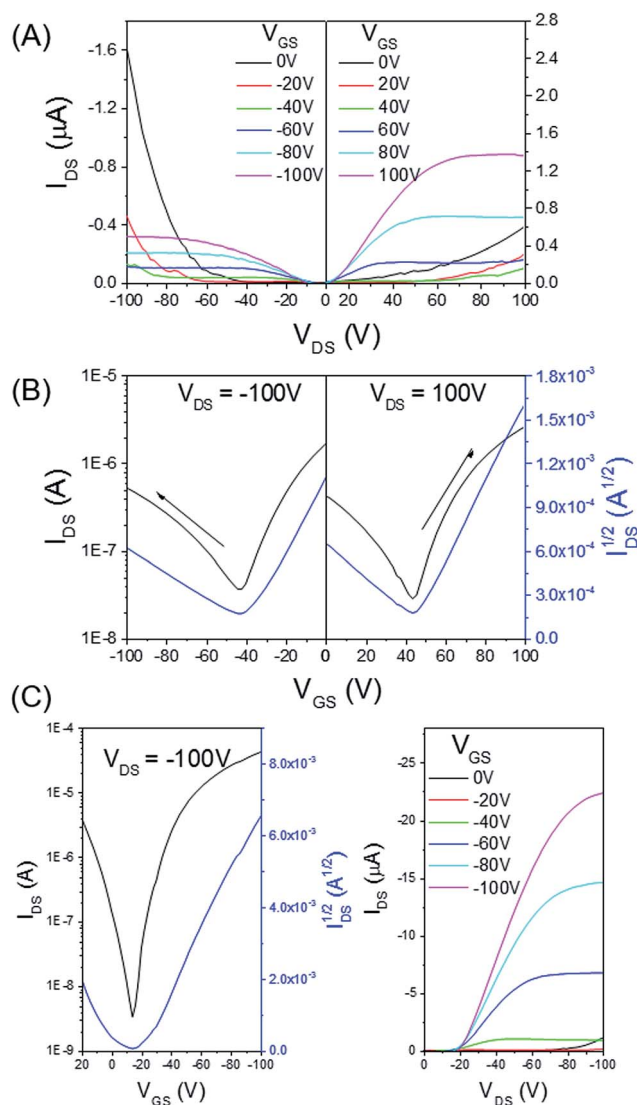 (A)
V_GS V_GS
0V 0V
-20V 20V
-40V 40V
-60V 60V
-80V 80V
-100V 100V
I_DS (μA)
-1.6
-1.2
-0.8
-0.4
0.0
2.8
2.4
2.0
1.6
1.2
0.8
0.4
0.0
-100 -80 -60 -40 -20 0 20 40 60 80 100
V_DS (V)
(B)
V_DS = -100V V_DS = 100V
I_DS (A)
1E-5
1E-6
1E-7
1E-8
1.8x10^-3
1.5x10^-3
1.2x10^-3
9.0x10^-4
6.0x10^-4
3.0x10^-4
0.0
I_DS^1/2 (A^1/2)
-100 -80 -60 -40 -20 0 20 40 60 80 100
V_GS (V)
(C)
V_DS = -100V
I_DS (A)
1E-4
1E-5
1E-6
1E-7
1E-8
1E-9
8.0x10^-3
6.0x10^-3
4.0x10^-3
2.0x10^-3
0.0
I_DS^1/2 (A^1/2)
20 0 -20 -40 -60 -80 -100
V_GS (V)
V_GS
0V
-20V
-40V
-60V
-80V
-100V
I_DS (μA)
-25
-20
-15
-10
-5
0
0 -20 -40 -60 -80 -100
V_DS (V)